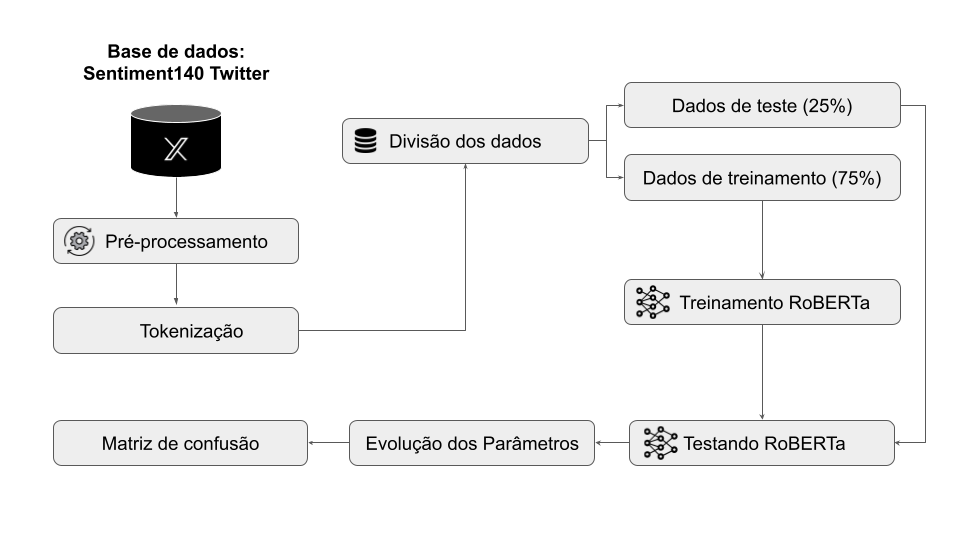 Base de dados:
Sentiment140 Twitter
Pré-processamento
Tokenização
Divisão dos dados
Dados de teste (25%)
Dados de treinamento (75%)
Treinamento RoBERTa
Testando RoBERTa
Evolução dos Parâmetros
Matriz de confusão